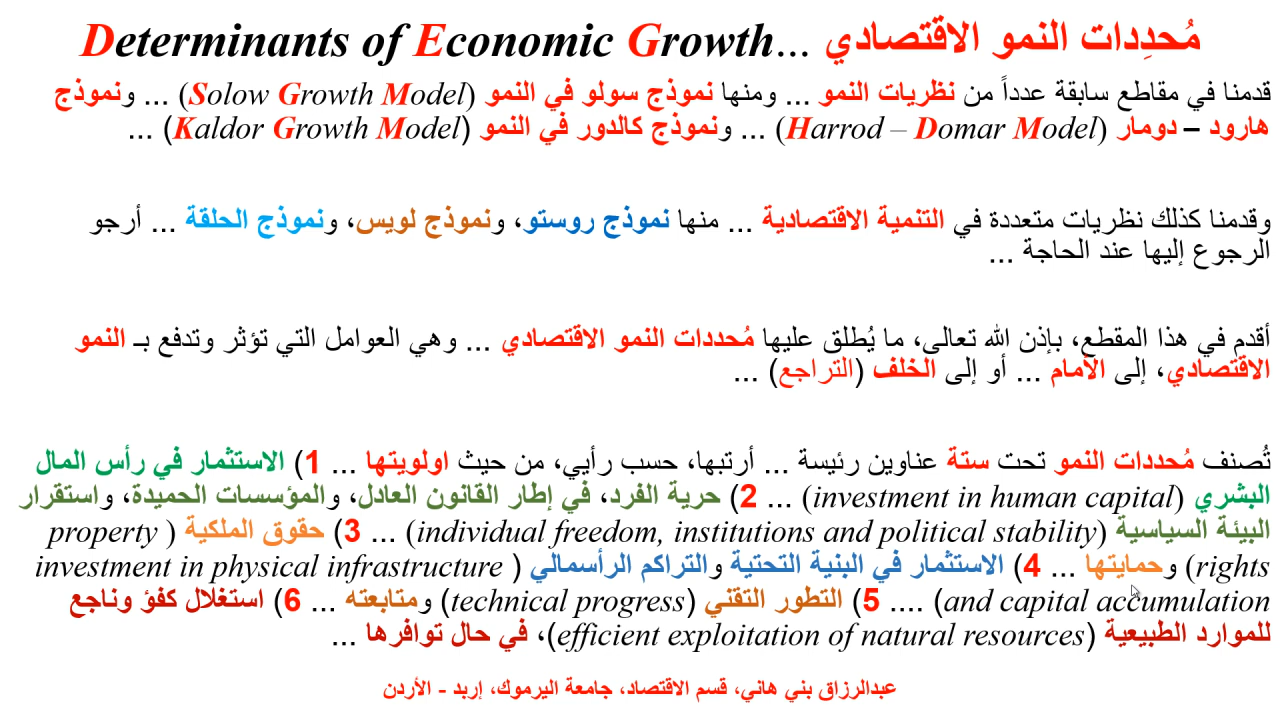 مُحدِدات النمو الاقتصادي ...Determinants of Economic Growth
قدمنا في مقاطع سابقة عدداً من نظريات النمو ... ومنها نموذج سولو في النمو (Solow Growth Model) ... ونموذج
هارود – دومار (Harrod – Domar Model) ... ونموذج كالدور في النمو (Kaldor Growth Model) ...
وقدمنا كذلك نظريات متعددة في التنمية الاقتصادية ... منها نموذج روستو، ونموذج لويس، ونموذج الحلقة ... أرجو
الرجوع إليها عند الحاجة ...
أقدم في هذا المقطع، بإذن الله تعالى، ما يُطلق عليها مُحددات النمو الاقتصادي ... وهي العوامل التي تؤثر وتدفع بـ النمو
الاقتصادي، إلى الأمام ... أو إلى الخلف (التراجع) ...
تُصنف مُحددات النمو تحت ستة عناوين رئيسة ... أرتبها، حسب رأيي، من حيث اولويتها ... 1) الاستثمار في رأس المال
البشري (investment in human capital) ... 2) حرية الفرد، في إطار القانون العادل، والمؤسسات الحميدة، واستقرار
البيئة السياسية (individual freedom, institutions and political stability) ... 3) حقوق الملكية (property
rights) وحمايتها ... 4) الاستثمار في البنية التحتية والتراكم الرأسمالي (investment in physical infrastructure
and capital accumulation) .... 5) التطور التقني (technical progress) ومتابعته ... 6) استغلال كفؤ وناجع
للموارد الطبيعية (efficient exploitation of natural resources)، في حال توافرها ...
عبدالرزاق بني هاني، قسم الاقتصاد، جامعة اليرموك، إربد - الأردن